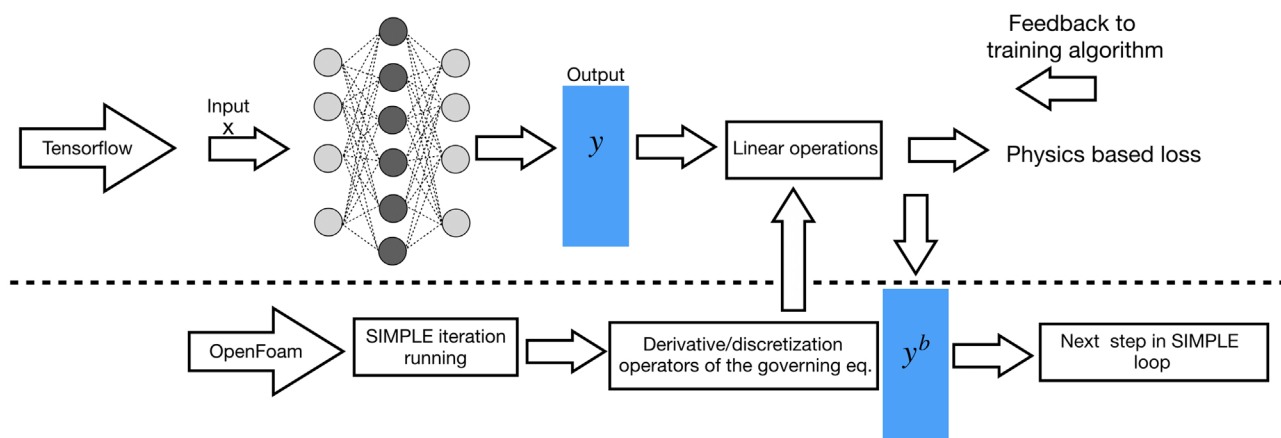 Feedback to
training algorithm
Output
Input
x
Tensorflow
y
Linear operations
Physics based loss
OpenFoam
SIMPLE iteration
running
Derivative/discretization
operators of the governing eq.
y^b
Next step in SIMPLE
loop